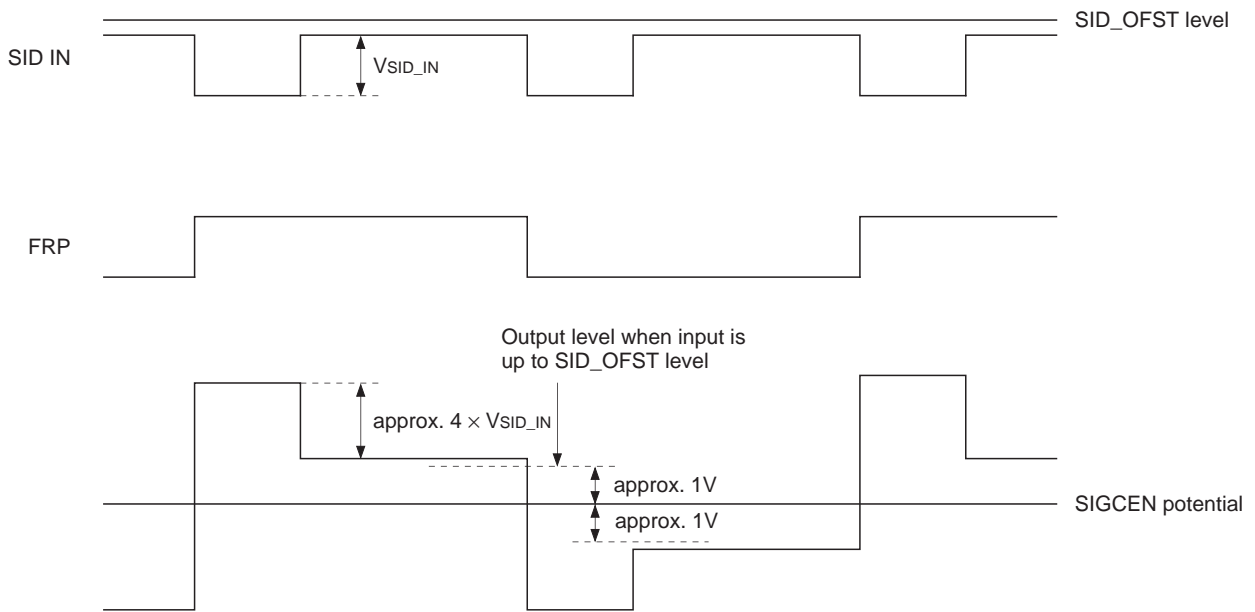 SID_OFST level
SID IN
VSID_IN
FRP
Output level when input is
up to SID_OFST level
approx. 4 × VSID_IN
approx. 1V
SIGCEN potential
approx. 1V